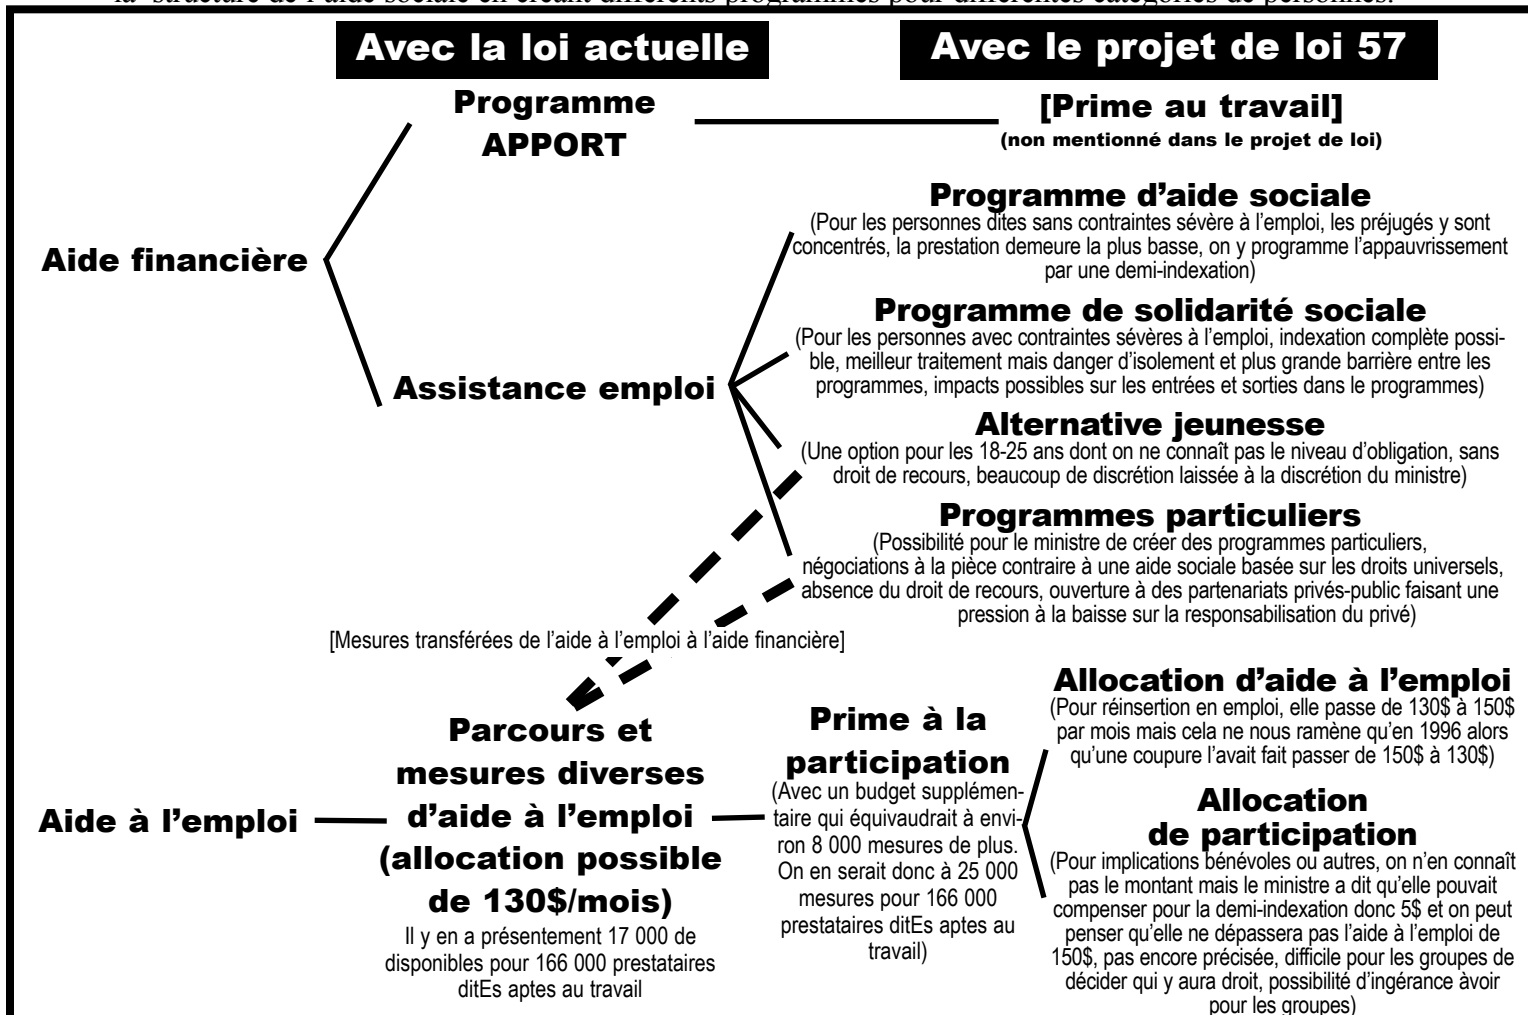 la structure de l'aide sociale en créant différents programmes pour différentes catégories de personnes.
Avec la loi actuelle
Avec le projet de loi 57
Programme
APPORT
[Prime au travail]
(non mentionné dans le projet de loi)
Aide financière
Assistance emploi
Programme d'aide sociale
(Pour les personnes dites sans contraintes sévère à l'emploi, les préjugés y sont
concentrés, la prestation demeure la plus basse, on y programme l'appauvrissement
par une demi-indexation)
Programme de solidarité sociale
(Pour les personnes avec contraintes sévères à l'emploi, indexation complète possi-
ble, meilleur traitement mais danger d'isolement et plus grande barrière entre les
programmes, impacts possibles sur les entrées et sorties dans le programmes)
Alternative jeunesse
(Une option pour les 18-25 ans dont on ne connaît pas le niveau d'obligation, sans
droit de recours, beaucoup de discrétion laissée à la discrétion du ministre)
Programmes particuliers
(Possibilité pour le ministre de créer des programmes particuliers,
négociations à la pièce contraire à une aide sociale basée sur les droits universels,
absence du droit de recours, ouverture à des partenariats privés-public faisant une
pression à la baisse sur la responsabilisation du privé)
[Mesures transférées de l'aide à l'emploi à l'aide financière]
Aide à l'emploi
Parcours et
mesures diverses
d'aide à l'emploi
(allocation possible
de 130$/mois)
Il y en a présentement 17 000 de
disponibles pour 166 000 prestataires
ditEs aptes au travail
Prime à la
participation
(Avec un budget supplémen-
taire qui équivaudrait à envi-
ron 8 000 mesures de plus.
On en serait donc à 25 000
mesures pour 166 000
prestataires ditEs aptes au
travail)
Allocation d'aide à l'emploi
(Pour réinsertion en emploi, elle passe de 130$ à 150$
par mois mais cela ne nous ramène qu'en 1996 alors
qu'une coupure l'avait fait passer de 150$ à 130$)
Allocation
de participation
(Pour implications bénévoles ou autres, on n'en connaît
pas le montant mais le ministre a dit qu'elle pouvait
compenser pour la demi-indexation donc 5$ et on peut
penser qu'elle ne dépassera pas l'aide à l'emploi de
150$, pas encore précisée, difficile pour les groupes de
décider qui y aura droit, possibilité d'ingérance àvoir
pour les groupes)